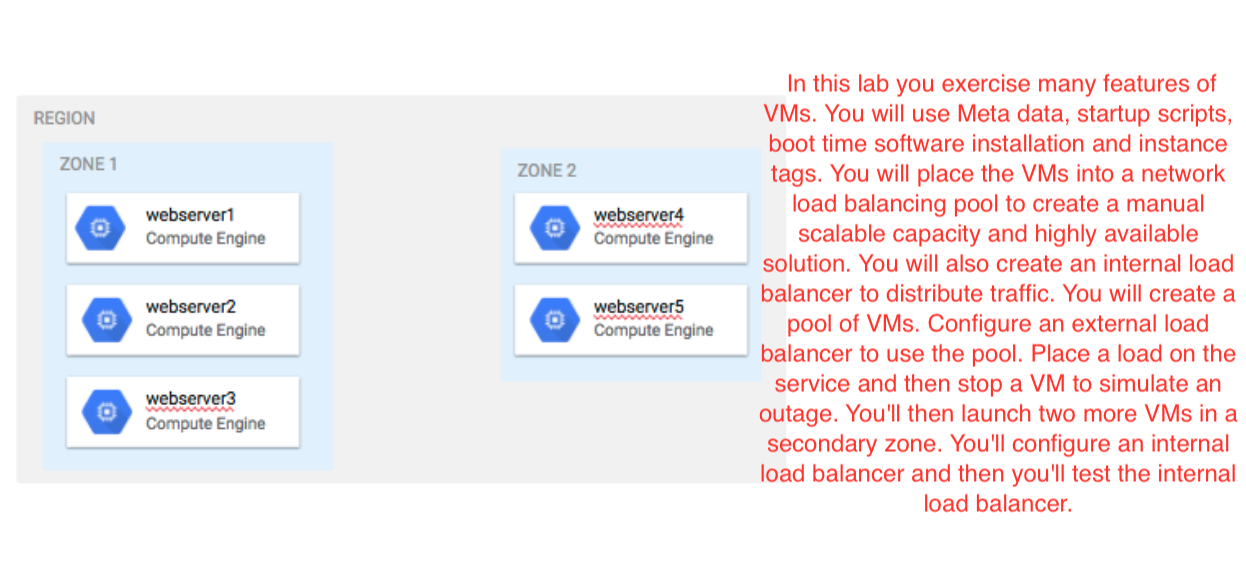 REGION
ZONE 1
webserver1
Compute Engine
webserver2
Compute Engine
webserver3
Compute Engine
ZONE 2
webserver4
Compute Engine
webserver5
Compute Engine
In this lab you exercise many features of
VMs. You will use Meta data, startup scripts,
boot time software installation and instance
tags. You will place the VMs into a network
load balancing pool to create a manual
scalable capacity and highly available
solution. You will also create an internal load
balancer to distribute traffic. You will create a
pool of VMs. Configure an external load
balancer to use the pool. Place a load on the
service and then stop a VM to simulate an
outage. You'll then launch two more VMs in a
secondary zone. You'll configure an internal
load balancer and then you'll test the internal
load balancer.